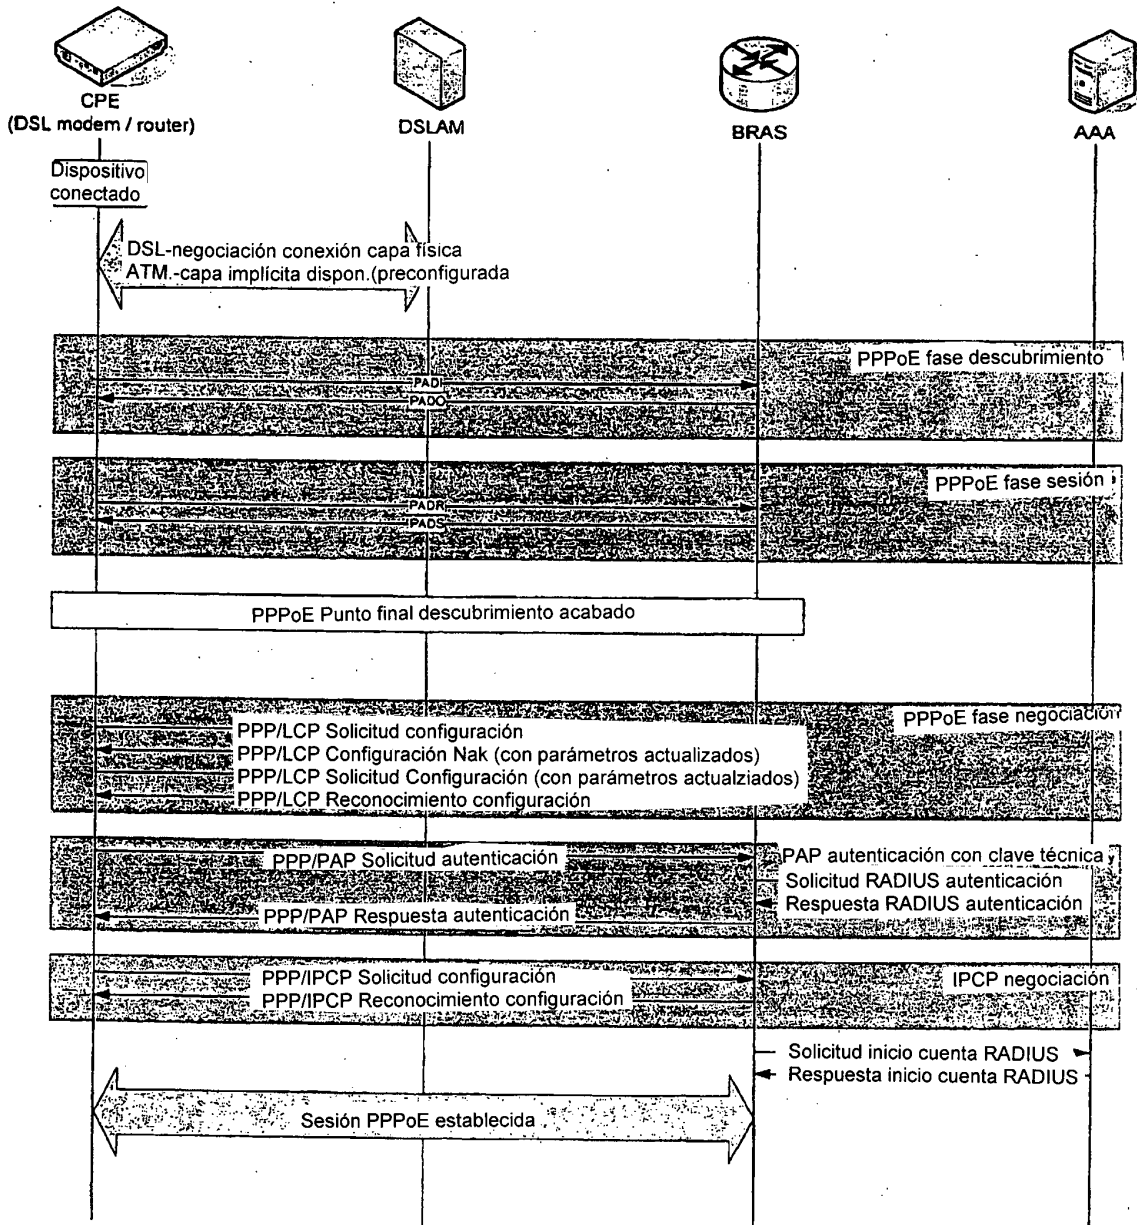 CPE
(DSL modem / router)
DSLAM
BRAS
AAA
Dispositivo
conectado
DSL-negociación conexión capa física
ATM.-capa implícita dispon.(preconfigurada
PPPoE fase descubrimiento
PADI
PADO
PPPoE fase sesión
PADR
PADS
PPPoE Punto final descubrimiento acabado
PPPoE fase negociación
PPP/LCP Solicitud configuración
PPP/LCP Configuración Nak (con parámetros actualizados)
PPP/LCP Solicitud Configuración (con parámetros actualziados)
PPP/LCP Reconocimiento configuración
PPP/PAP Solicitud autenticación
PAP autenticación con clave técnica
Solicitud RADIUS autenticación
Respuesta RADIUS autenticación
PPP/PAP Respuesta autenticación
PPP/IPCP Solicitud configuración
IPCP negociación
PPP/IPCP Reconocimiento configuración
Solicitud inicio cuenta RADIUS
Respuesta inicio cuenta RADIUS
Sesión PPPoE establecida